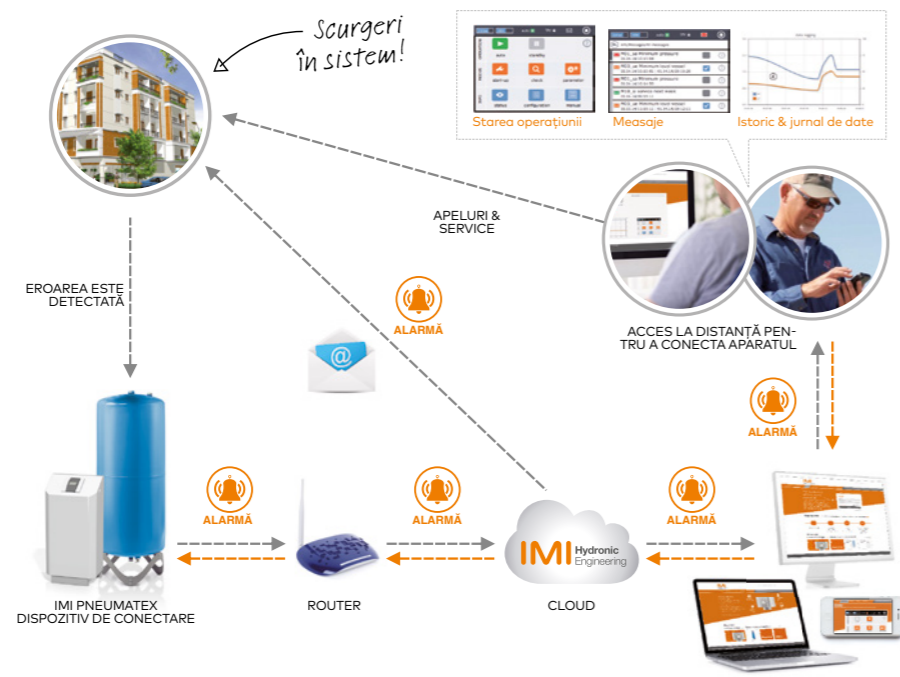 Scurgeri
în sistem!
Starea operațiunii
Measaje
Istoric & jurnal de date
APELURI &
SERVICE
EROAREA ESTE
DETECTATĂ
ALARMĂ
@
ACCES LA DISTANȚĂ PEN-
TRU A CONECTA APARATUL
ALARMĂ
ALARMĂ
ALARMĂ
ALARMĂ
IMI Hydronic
Engineering
IMI PNEUMATEX
DISPOZITIV DE CONECTARE
ROUTER
CLOUD